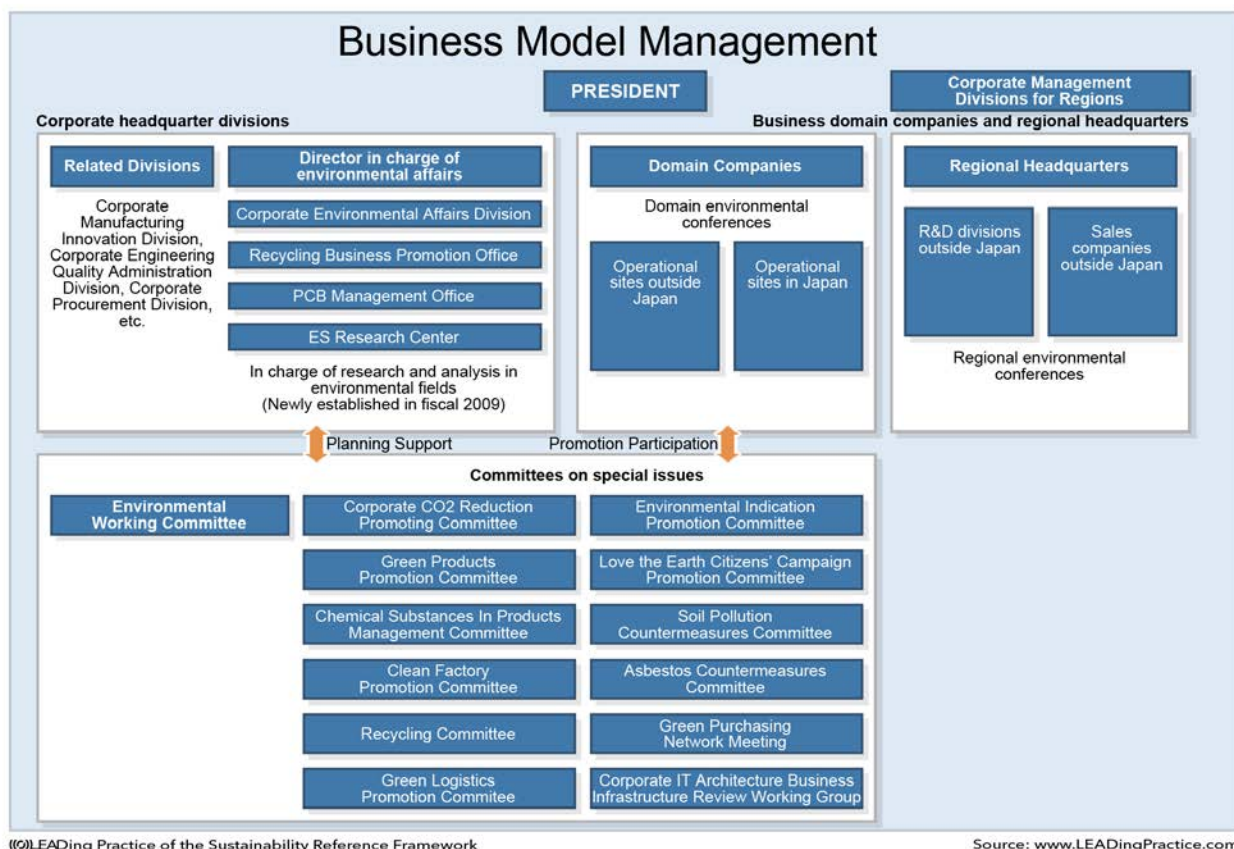 Business Model Management
PRESIDENT
Corporate Management
Divisions for Regions
Corporate headquarter divisions
Business domain companies and regional headquarters
Related Divisions
Corporate
Manufacturing
Innovation Division,
Corporate Engineering
Quality Administration
Division, Corporate
Procurement Division,
etc.
Director in charge of
environmental affairs
Corporate Environmental Affairs Division
Recycling Business Promotion Office
PCB Management Office
ES Research Center
In charge of research and analysis in
environmental fields
(Newly established in fiscal 2009)
Domain Companies
Domain environmental
conferences
Operational
sites outside
Japan
Operational
sites in Japan
Regional Headquarters
R&D divisions
outside Japan
Sales
companies
outside Japan
Regional environmental
conferences
Planning Support
Promotion Participation
Committees on special issues
Environmental
Working Committee
Corporate CO2 Reduction
Promoting Committee
Green Products
Promotion Committee
Chemical Substances In Products
Management Committee
Clean Factory
Promotion Committee
Recycling Committee
Green Logistics
Promotion Commitee
Environmental Indication
Promotion Committee
Love the Earth Citizens' Campaign
Promotion Committee
Soil Pollution
Countermeasures Committee
Asbestos Countermeasures
Committee
Green Purchasing
Network Meeting
Corporate IT Architecture Business
Infrastructure Review Working Group
LEADing Practice of the Sustainability Reference Framework
Source: www.LEADingPractice.com